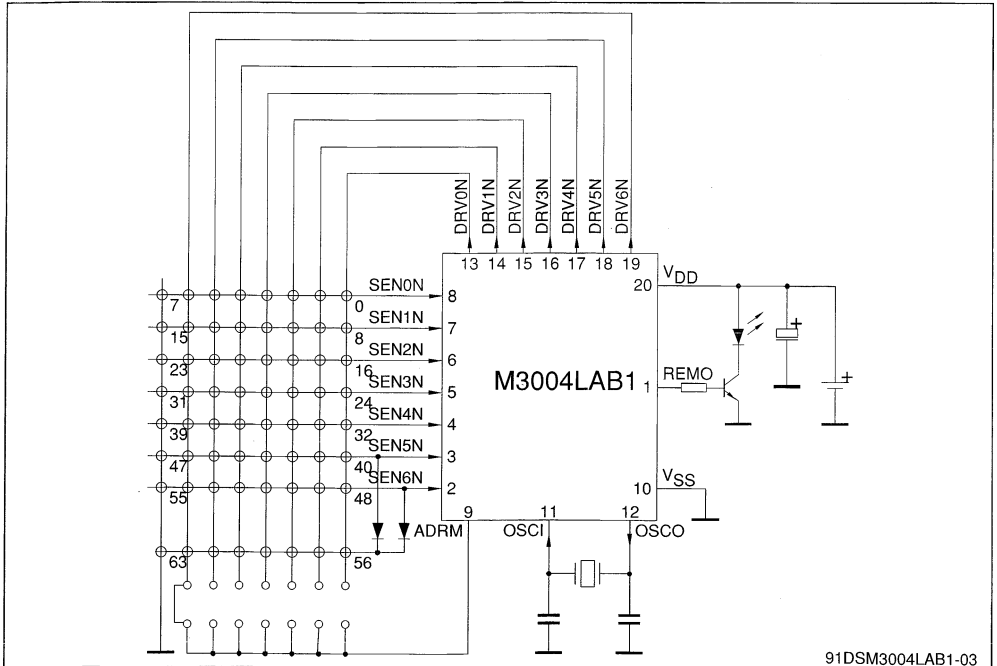 DRV0N DRV1N DRV2N DRV3N DRV4N DRV5N DRV6N
13 14 15 16 17 18 19
20 VDD
SEN0N 8
7 0
SEN1N 7
15 8
SEN2N 6
23 16
SEN3N 5
31 24
SEN4N 4
39 32
SEN5N 3
47 40
SEN6N 2
55 48
M3004LAB1
1 REMO
+
+
10 VSS
9 11 12
ADRM OSCI OSCO
63 56
91DSM3004LAB1-03